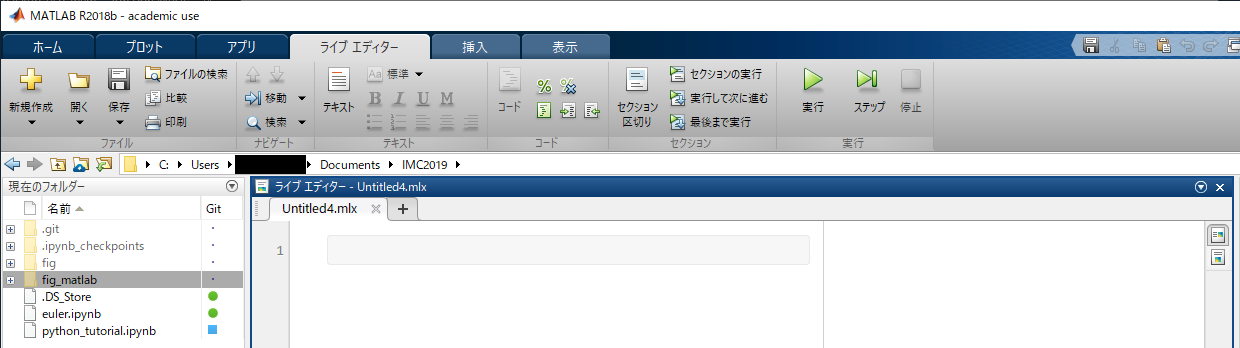 MATLAB R2018b - academic use
ホーム プロット アプリ ライブ エディター 挿入 表示
新規作成 開く 保存 ファイルの検索 比較 印刷
移動 検索
テキスト Aa 標準 B I U M
コード
セクション区切り セクションの実行 実行して次に進む 最後まで実行
実行 ステップ 停止
ファイル ナビゲート テキスト コード セクション 実行
C: Users Documents IMC2019
現在のフォルダー
名前 Git
.git
.ipynb_checkpoints
fig
fig_matlab
.DS_Store
euler.ipynb
python_tutorial.ipynb
ライブ エディター - Untitled4.mlx
Untitled4.mlx
1